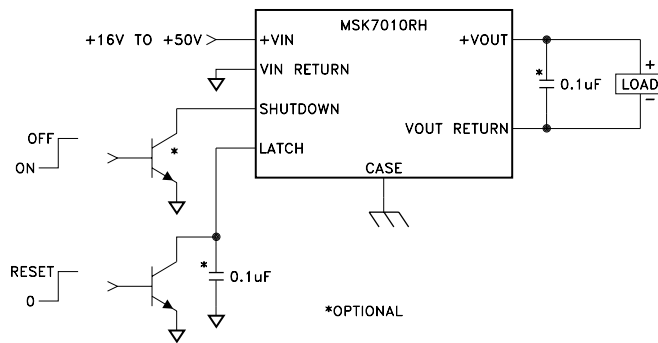 MSK7010RH
+16V TO +50V
+VIN
+VOUT
VIN RETURN
*
0.1uF
+
LOAD
–
SHUTDOWN
VOUT RETURN
OFF
ON
*
LATCH
CASE
RESET
0
*
0.1uF
*OPTIONAL